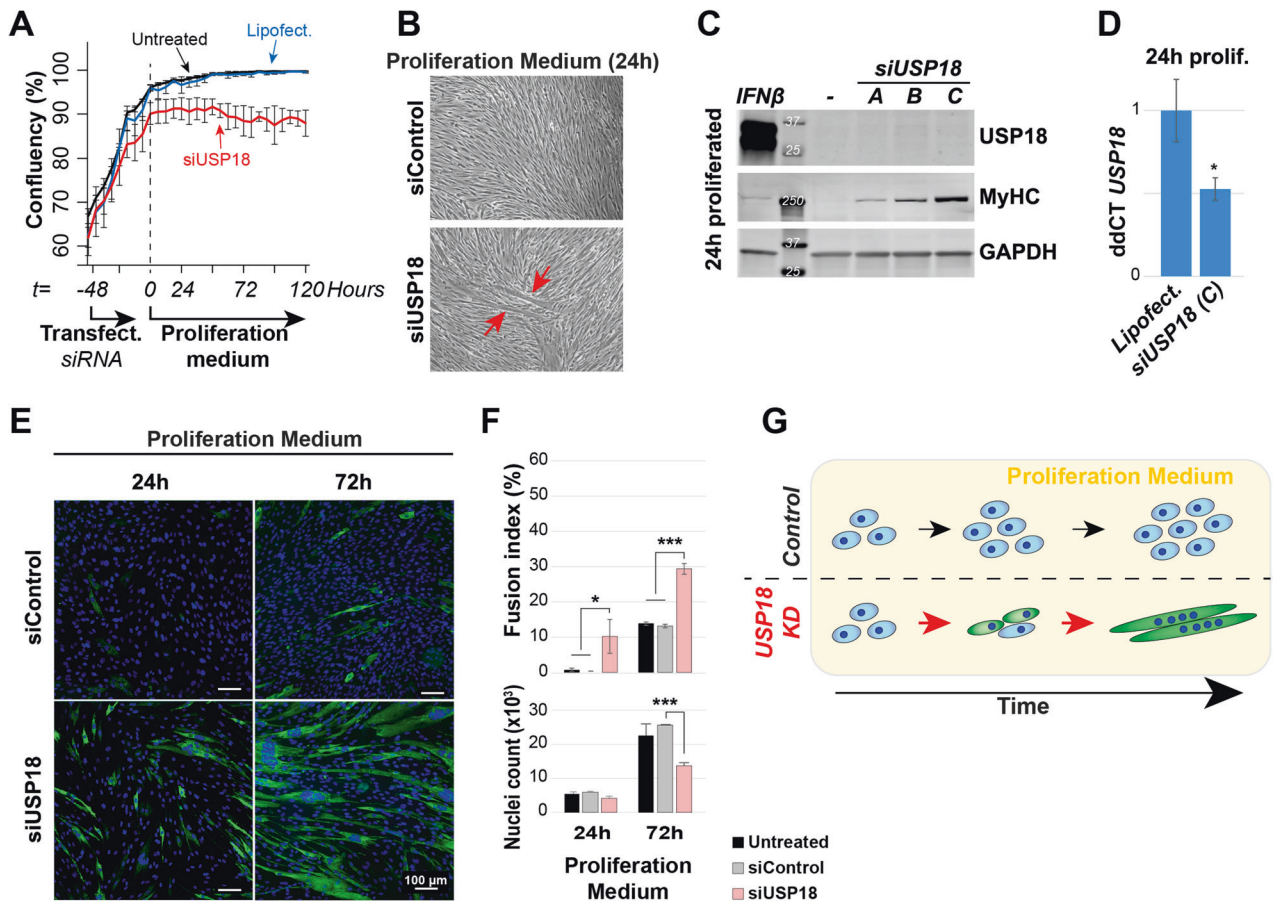 A
Untreated
Lipofect.
Confluency (%)
100
90
80
70
60
siUSP18
t= -48 0 24 72 120 Hours
Transfect.
siRNA
Proliferation
medium
B
Proliferation Medium (24h)
siControl
siUSP18
C
24h proliferated
siUSP18
IFNβ - A B C
37
25
USP18
250
MyHC
37
25
GAPDH
D
24h prolif.
ddCT USP18
1
0
*
Lipofect.
siUSP18 (C)
E
Proliferation Medium
24h 72h
siControl
siUSP18
100 µm
F
Fusion index (%)
60
50
40
30
20
10
0
*
***
Nuclei count (x10³)
30
20
10
0
***
24h 72h
Proliferation
Medium
Untreated
siControl
siUSP18
G
Proliferation Medium
Control
USP18
KD
Time